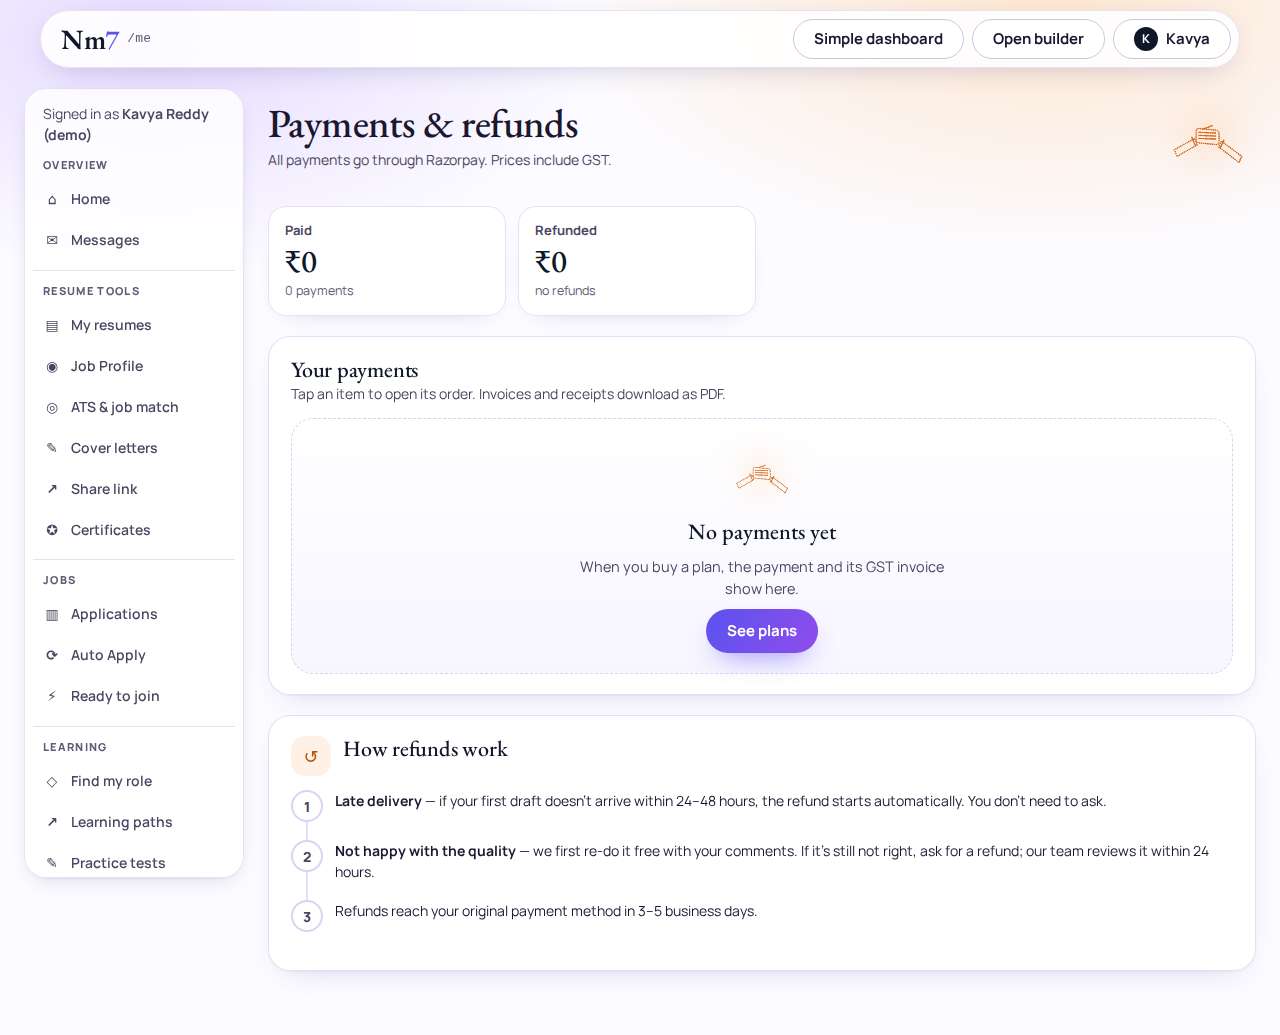 Nm7 /me
Simple dashboard
Open builder
K Kavya
Signed in as Kavya Reddy
(demo)
OVERVIEW
Home
Messages
RESUME TOOLS
My resumes
Job Profile
ATS & job match
Cover letters
Share link
Certificates
JOBS
Applications
Auto Apply
Ready to join
LEARNING
Find my role
Learning paths
Practice tests
Payments & refunds
All payments go through Razorpay. Prices include GST.
Paid
₹0
0 payments
Refunded
₹0
no refunds
Your payments
Tap an item to open its order. Invoices and receipts download as PDF.
No payments yet
When you buy a plan, the payment and its GST invoice
show here.
See plans
How refunds work
1 Late delivery — if your first draft doesn't arrive within 24–48 hours, the refund starts automatically. You don't need to ask.
2 Not happy with the quality — we first re-do it free with your comments. If it's still not right, ask for a refund; our team reviews it within 24
hours.
3 Refunds reach your original payment method in 3–5 business days.